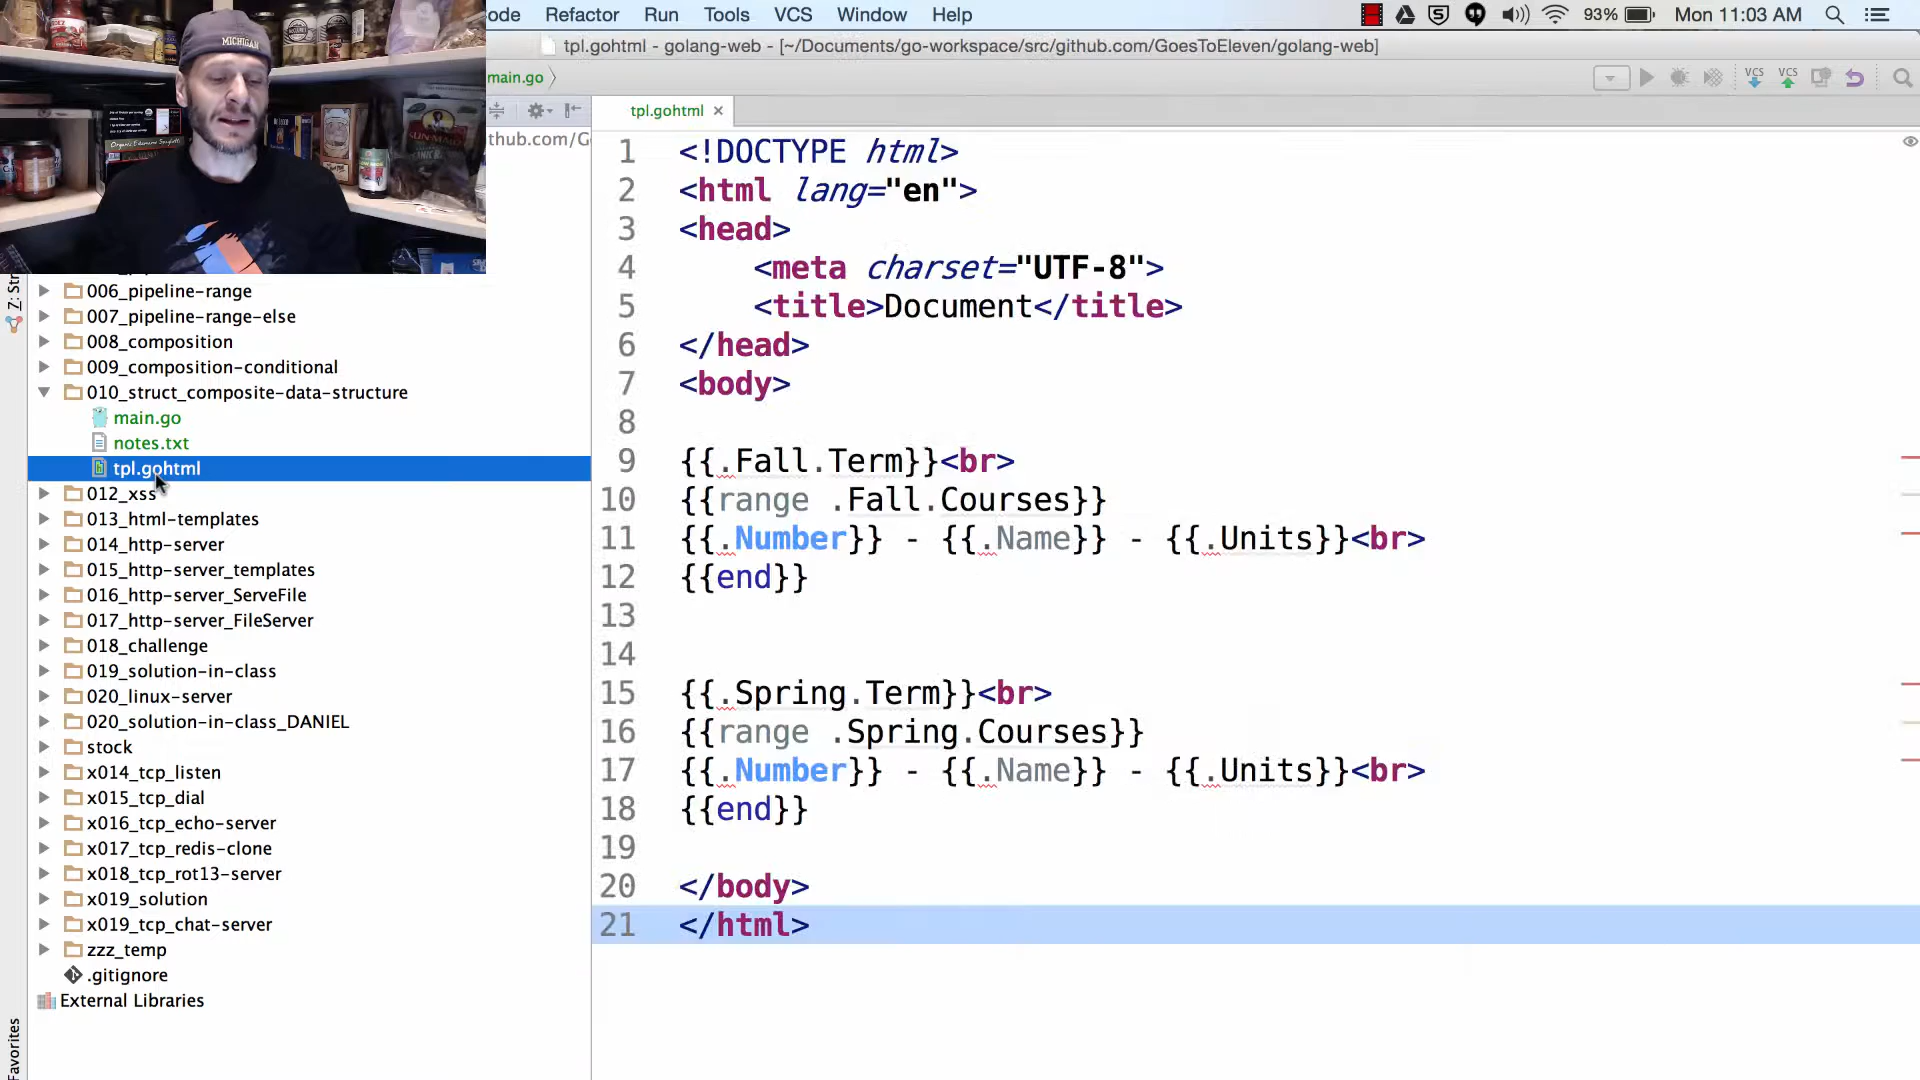 ode Refactor Run Tools VCS Window Help 93% Mon 11:03 AM
tpl.gohtml - golang-web - [~/Documents/go-workspace/src/github.com/GoesToEleven/golang-web]
main.go
VCS VCS
tpl.gohtml
thub.com/G
MICHIGAN
SUN-MAID
Z: Str
006_pipeline-range
007_pipeline-range-else
008_composition
009_composition-conditional
010_struct_composite-data-structure
main.go
notes.txt
tpl.gohtml
012_xss
013_html-templates
014_http-server
015_http-server_templates
016_http-server_ServeFile
017_http-server_FileServer
018_challenge
019_solution-in-class
020_linux-server
020_solution-in-class_DANIEL
stock
x014_tcp_listen
x015_tcp_dial
x016_tcp_echo-server
x017_tcp_redis-clone
x018_tcp_rot13-server
x019_solution
x019_tcp_chat-server
zzz_temp
.gitignore
External Libraries
Favorites
1 <!DOCTYPE html>
2 <html lang="en">
3 <head>
4 <meta charset="UTF-8">
5 <title>Document</title>
6 </head>
7 <body>
8
9 {{.Fall.Term}}<br>
10 {{range .Fall.Courses}}
11 {{.Number}} - {{.Name}} - {{.Units}}<br>
12 {{end}}
13
14
15 {{.Spring.Term}}<br>
16 {{range .Spring.Courses}}
17 {{.Number}} - {{.Name}} - {{.Units}}<br>
18 {{end}}
19
20 </body>
21 </html>